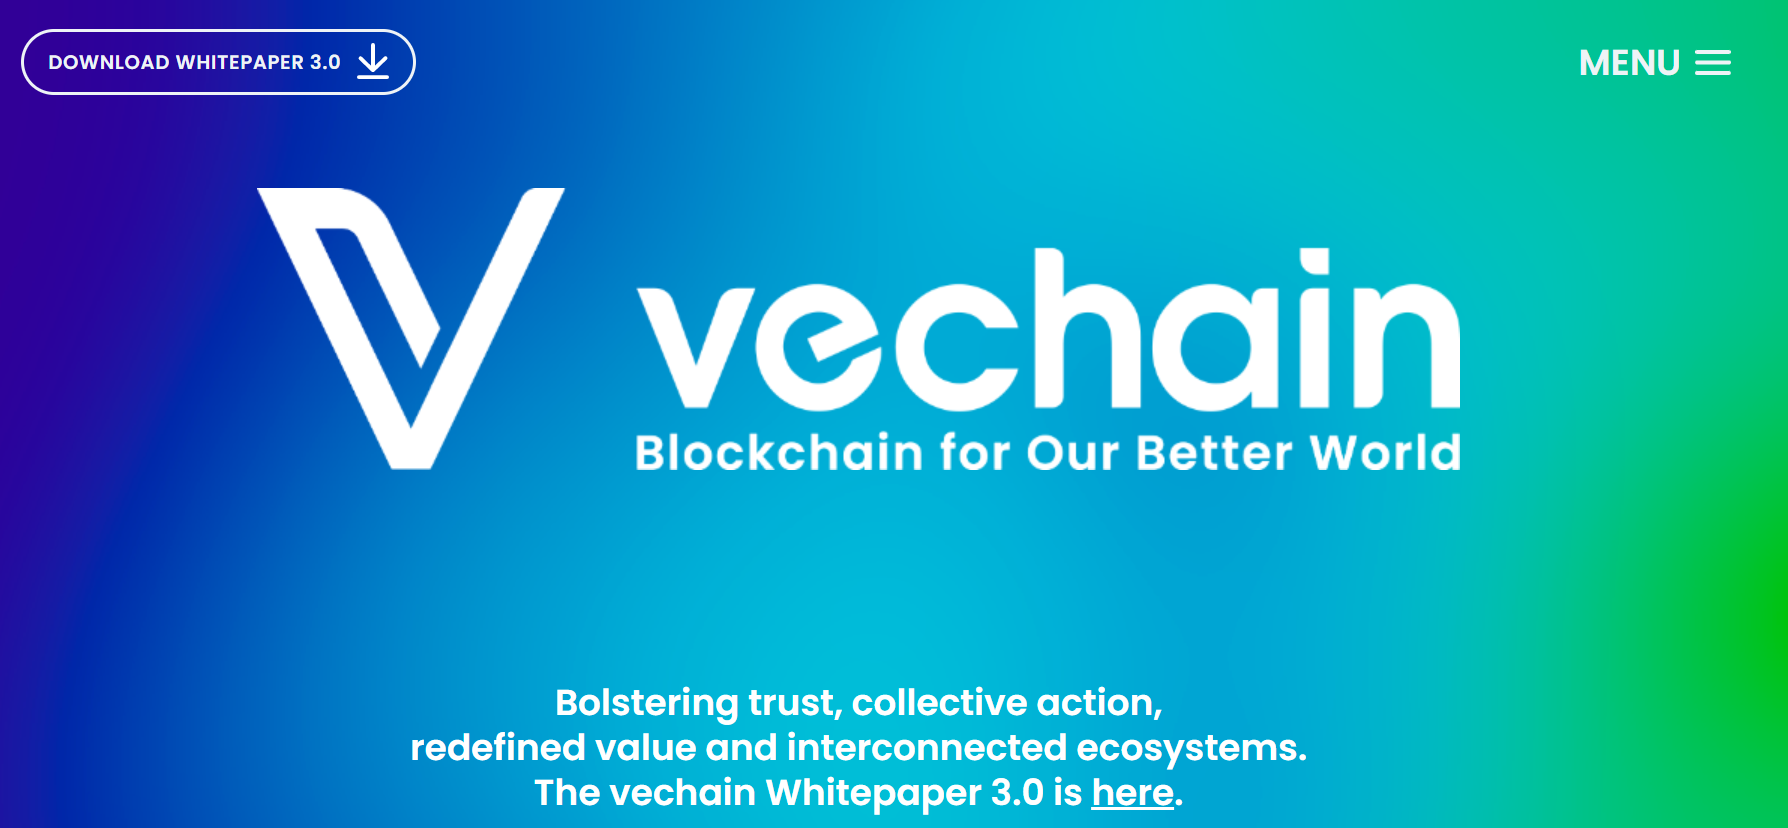 DOWNLOAD WHITEPAPER 3.0
MENU
vechain
Blockchain for Our Better World
Bolstering trust, collective action,
redefined value and interconnected ecosystems.
The vechain Whitepaper 3.0 is here.